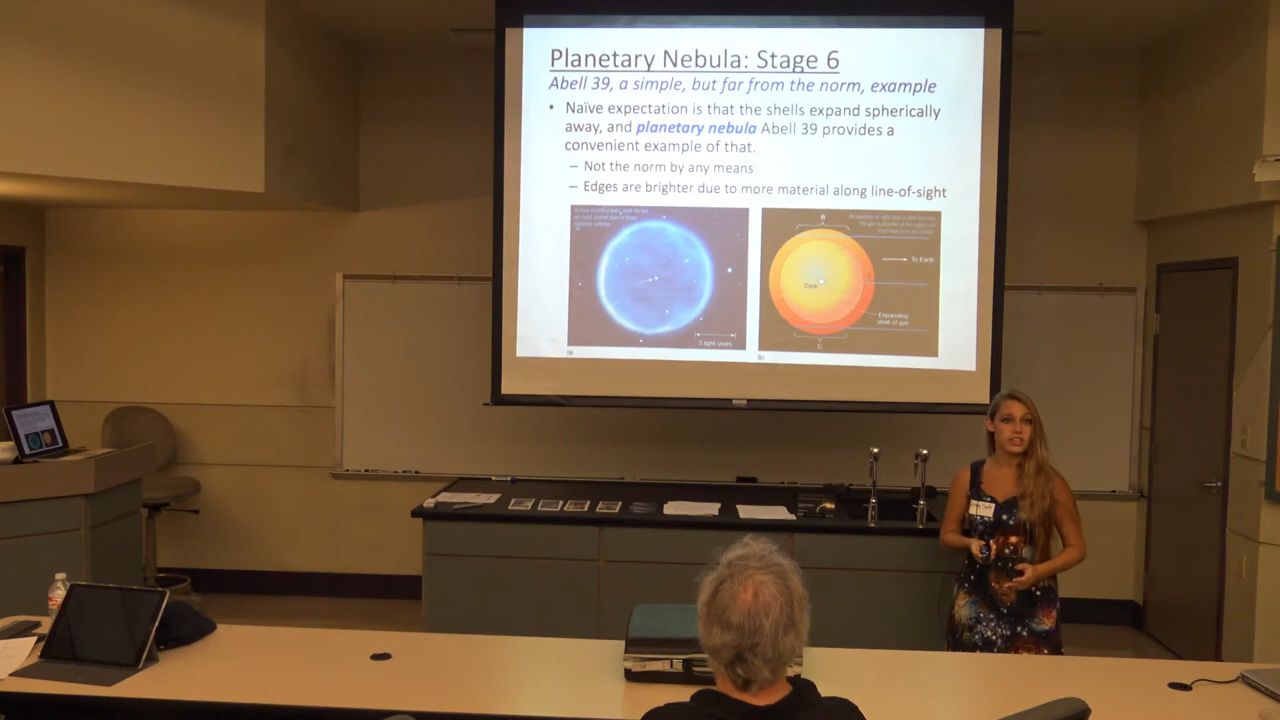 Planetary Nebula: Stage 6
Abell 39, a simple, but far from the norm, example
• Naïve expectation is that the shells expand spherically
away, and planetary nebula Abell 39 provides a
convenient example of that.
– Not the norm by any means
– Edges are brighter due to more material along line-of-sight
B
To Earth
Core
Expanding
shell of gas
2 light years
C